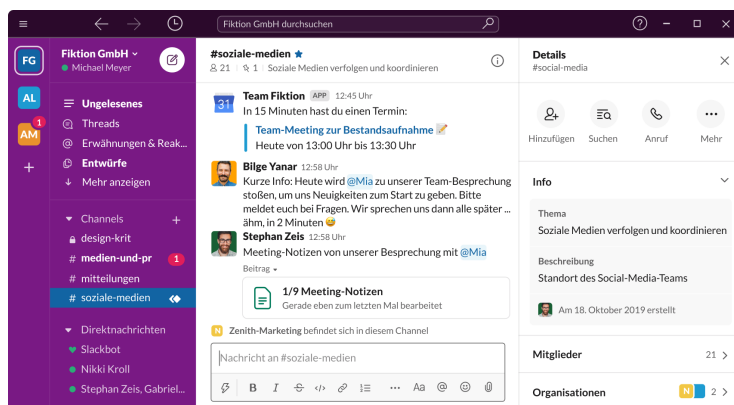 Fiktion GmbH durchsuchen
FG
AL
1
AM
Fiktion GmbH
Michael Meyer
Ungelesenes
Threads
Erwähnungen & Reak...
Entwürfe
Mehr anzeigen
Channels
design-krit
# medien-und-pr 1
# mitteilungen
# soziale-medien
Direktnachrichten
Slackbot
Nikki Kroll
Stephan Zeis, Gabriel...
#soziale-medien
21 | 1 | Soziale Medien verfolgen und koordinieren
31
Team Fiktion APP 12:45 Uhr
In 15 Minuten hast du einen Termin:
Team-Meeting zur Bestandsaufnahme 📝
Heute von 13:00 Uhr bis 13:30 Uhr
Bilge Yanar 12:58 Uhr
Kurze Info: Heute wird @Mia zu unserer Team-Besprechung
stoßen, um uns Neuigkeiten zum Start zu geben. Bitte
meldet euch bei Fragen. Wir sprechen uns dann alle später ...
ähm, in 2 Minuten 😅
Stephan Zeis 12:58 Uhr
Meeting-Notizen von unserer Besprechung mit @Mia
Beitrag
1/9 Meeting-Notizen
Gerade eben zum letzten Mal bearbeitet
N Zenith-Marketing befindet sich in diesem Channel
Nachricht an #soziale-medien
B I S </> Aa @
Details
#social-media
Hinzufügen Suchen Anruf Mehr
Info
Thema
Soziale Medien verfolgen und koordinieren
Beschreibung
Standort des Social-Media-Teams
Am 18. Oktober 2019 erstellt
Mitglieder 21
Organisationen N 2